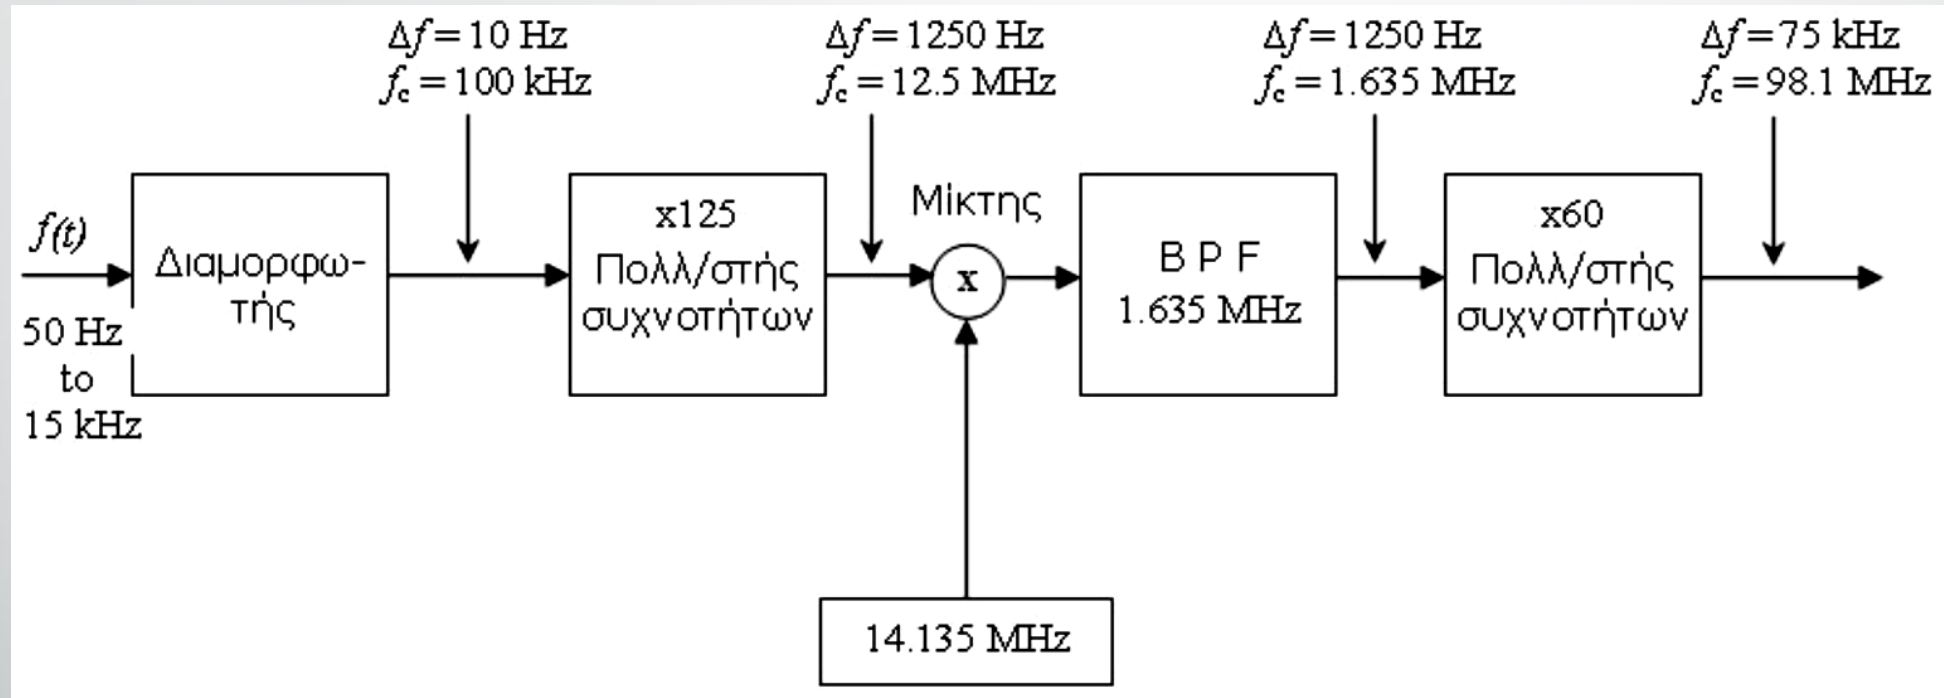 Δf=10 Hz
fc=100 kHz
Δf=1250 Hz
fc=12.5 MHz
Δf=1250 Hz
fc=1.635 MHz
Δf=75 kHz
fc=98.1 MHz
f(t)
50 Hz
to
15 kHz
Διαμορφω-
τής
x125
Πολλ/στής
συχνοτήτων
Μίκτης
x
B P F
1.635 MHz
x60
Πολλ/στής
συχνοτήτων
14.135 MHz